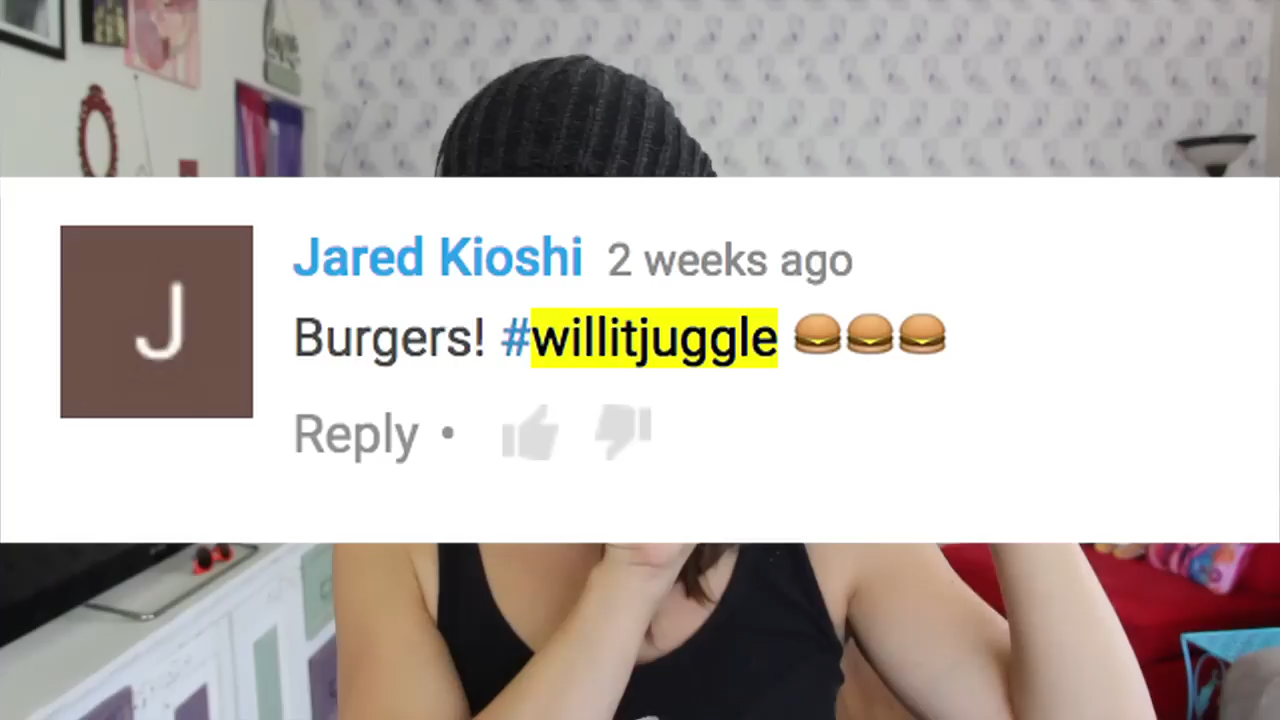 J
Jared Kioshi 2 weeks ago
Burgers! #willitjuggle 🍔🍔🍔
Reply •